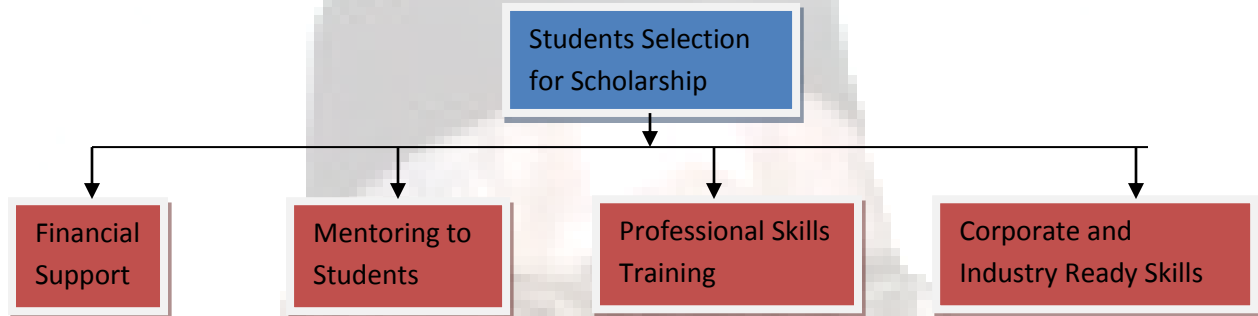 Students Selection
for Scholarship
Financial
Support
Mentoring to
Students
Professional Skills
Training
Corporate and
Industry Ready Skills